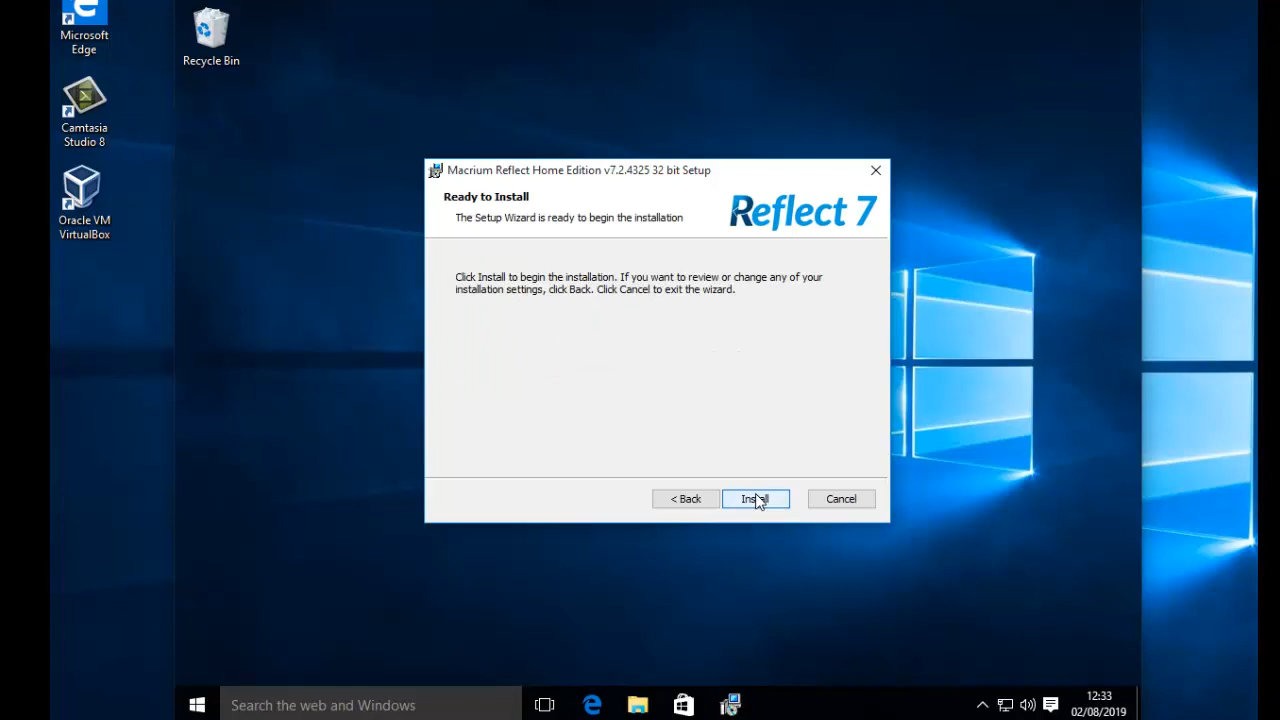 Microsoft
Edge
Camtasia
Studio 8
Oracle VM
VirtualBox
Recycle Bin
Macrium Reflect Home Edition v7.2.4325 32 bit Setup
Ready to Install
The Setup Wizard is ready to begin the installation
Reflect 7
Click Install to begin the installation. If you want to review or change any of your
installation settings, click Back. Click Cancel to exit the wizard.
< Back
Install
Cancel
Search the web and Windows
12:33
02/08/2019